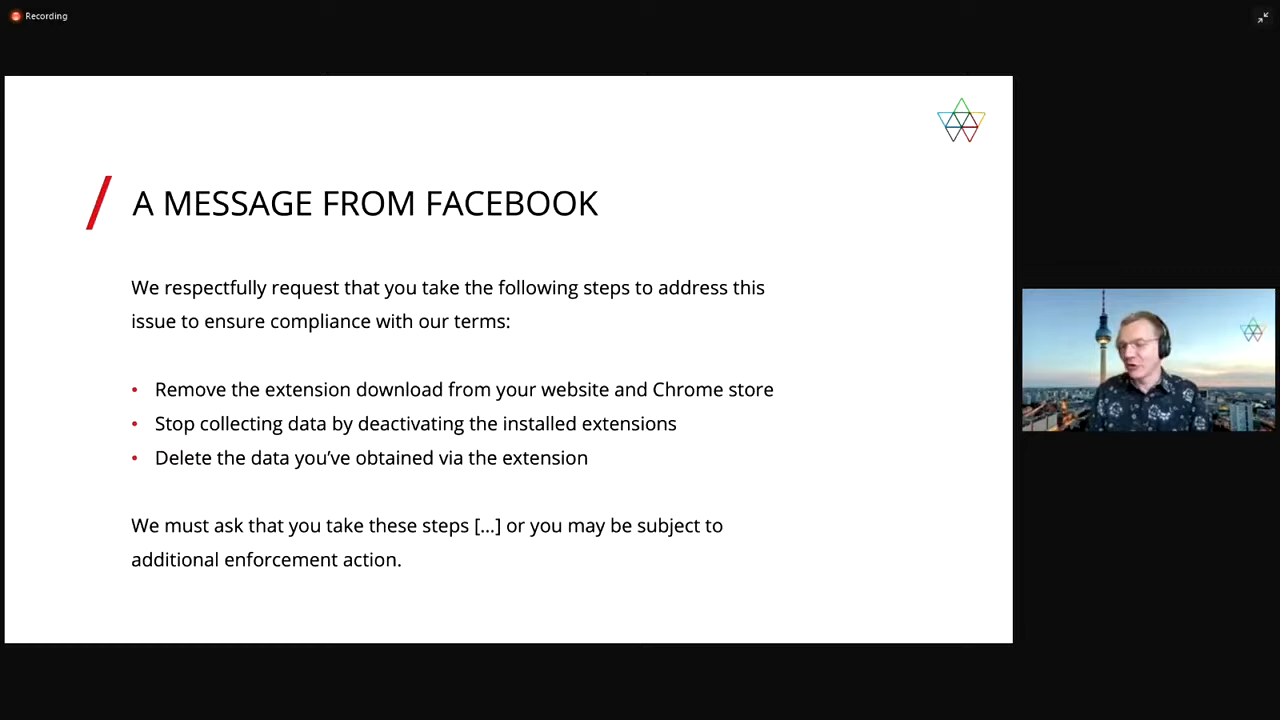 Recording
A MESSAGE FROM FACEBOOK
We respectfully request that you take the following steps to address this
issue to ensure compliance with our terms:
• Remove the extension download from your website and Chrome store
• Stop collecting data by deactivating the installed extensions
• Delete the data you’ve obtained via the extension
We must ask that you take these steps [...] or you may be subject to
additional enforcement action.